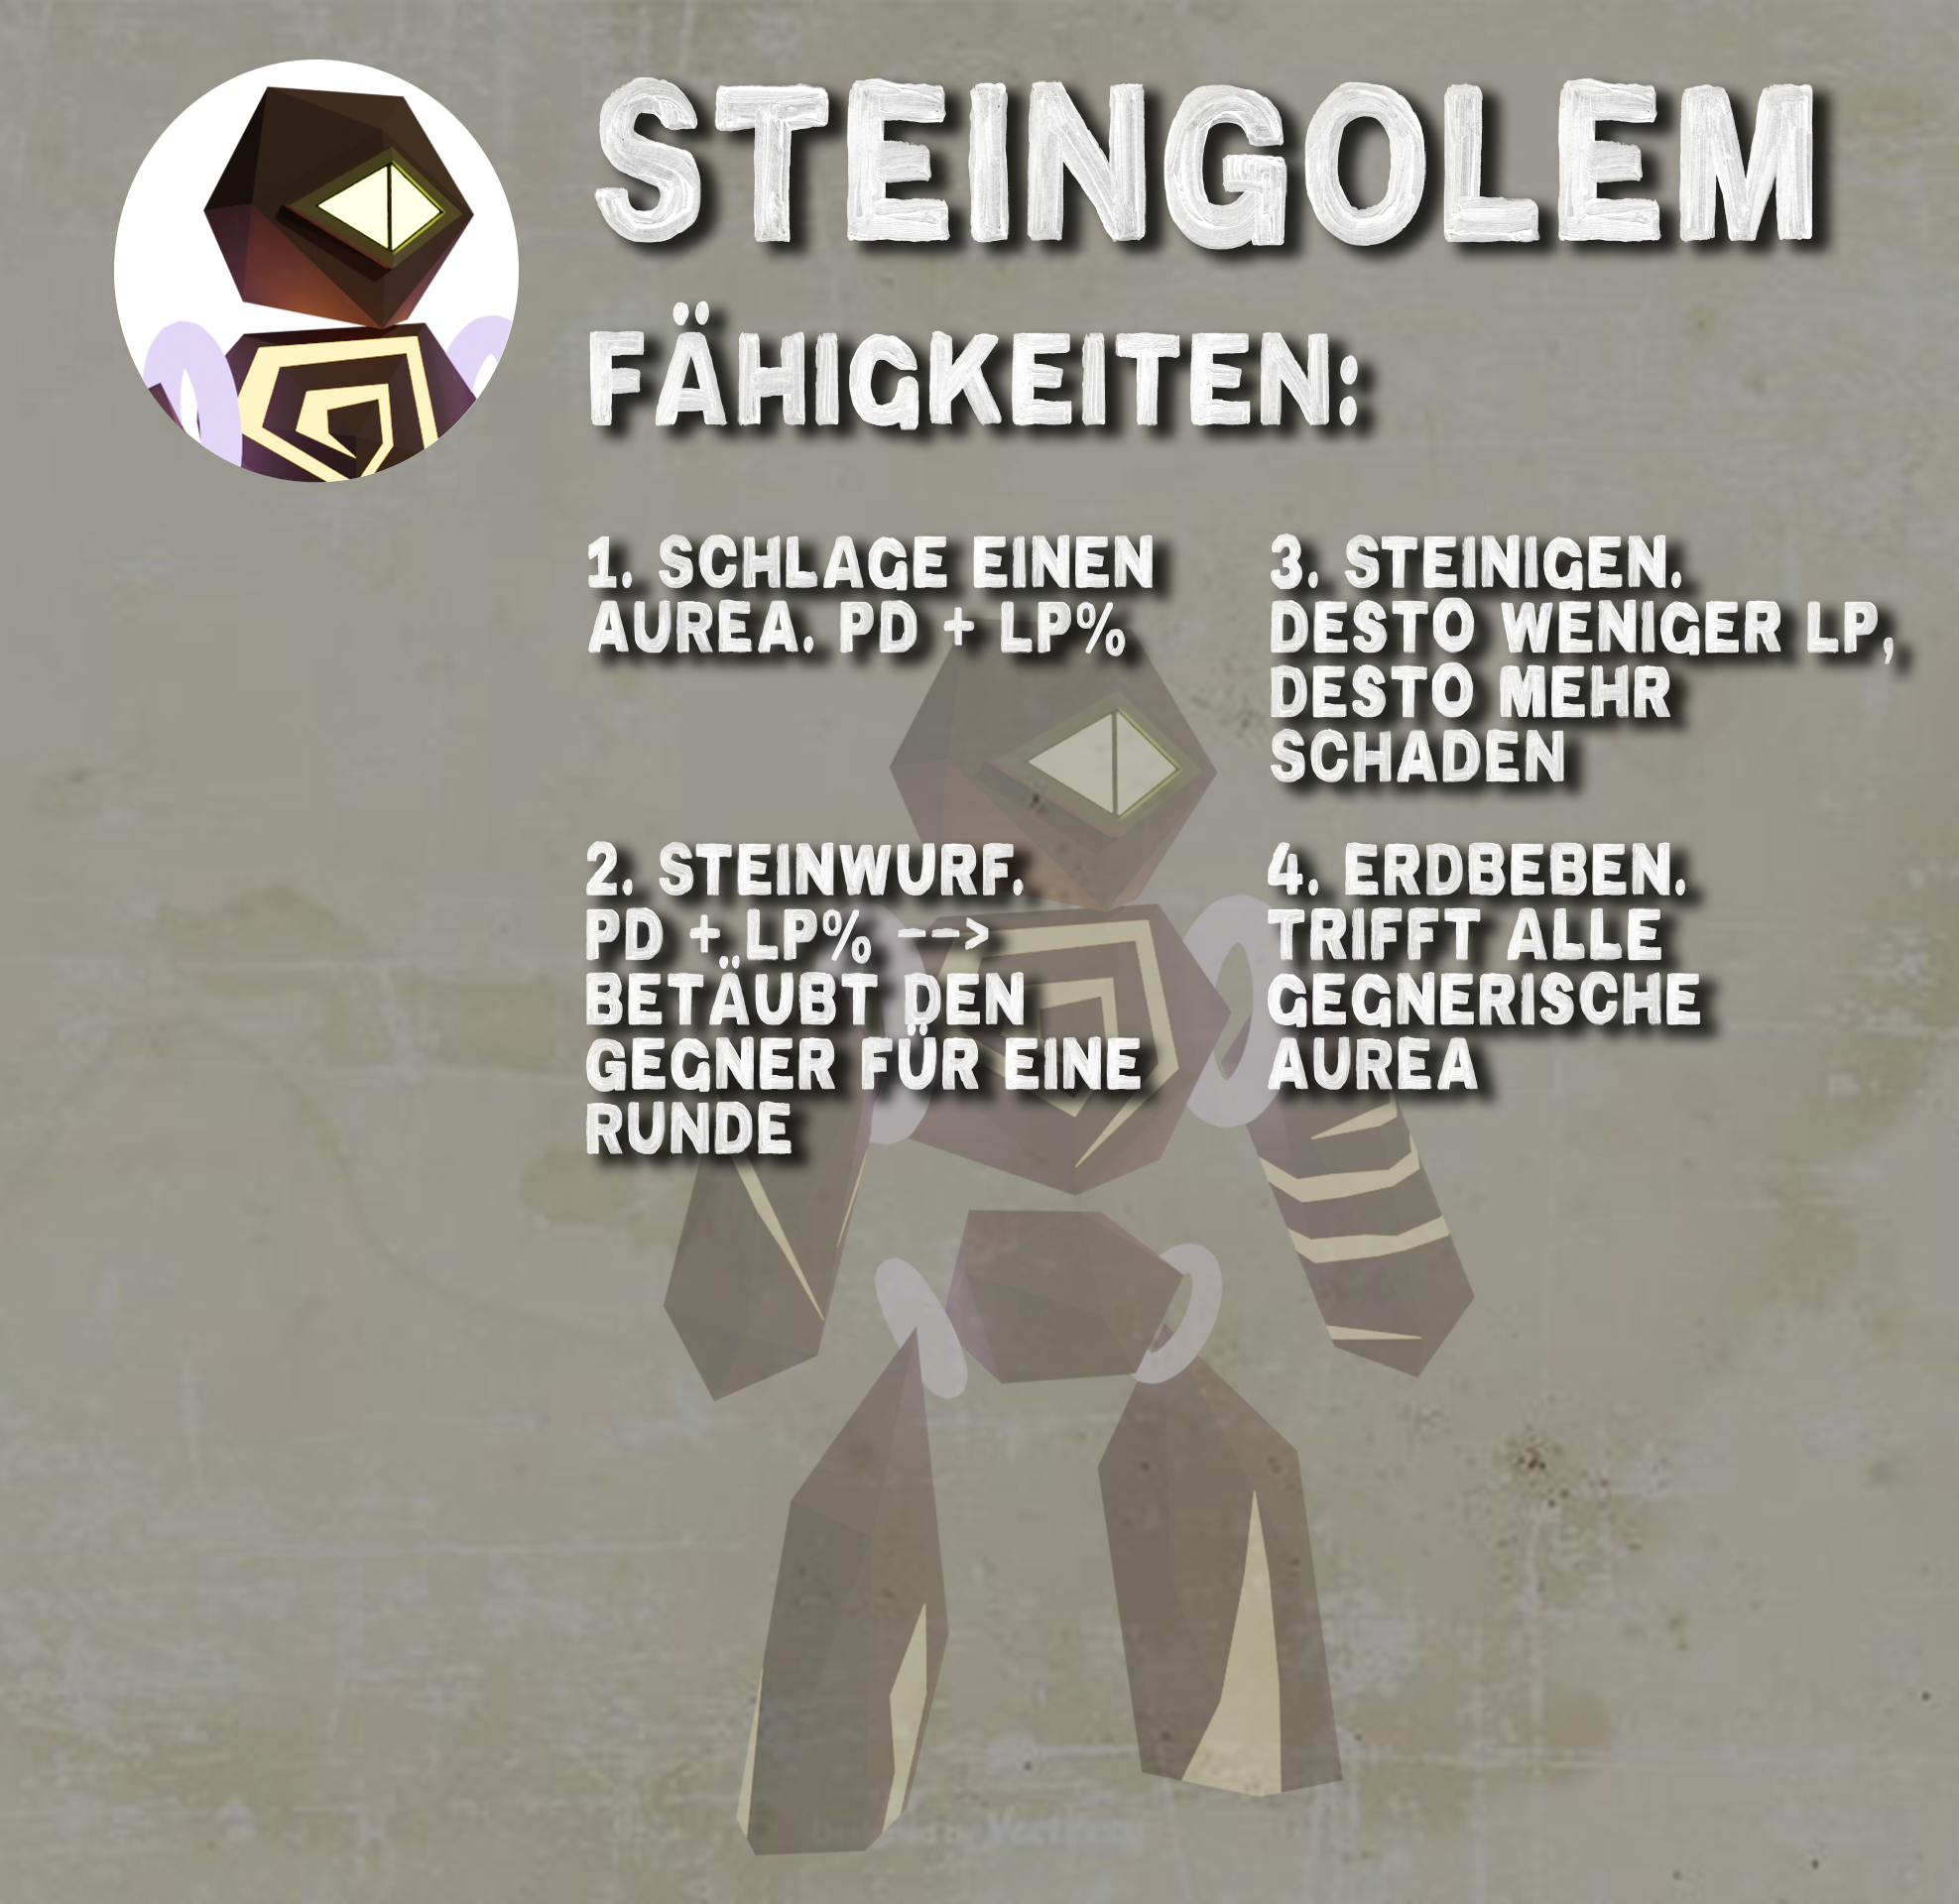 STEINGOLEM
FÄHIGKEITEN:
1. SCHLAGE EINEN
AUREA. PD + LP%
2. STEINWURF.
PD + LP% -->
BETÄUBT DEN
GEGNER FÜR EINE
RUNDE
3. STEINIGEN.
DESTO WENIGER LP,
DESTO MEHR
SCHADEN
4. ERDBEBEN.
TRIFFT ALLE
GEGNERISCHE
AUREA